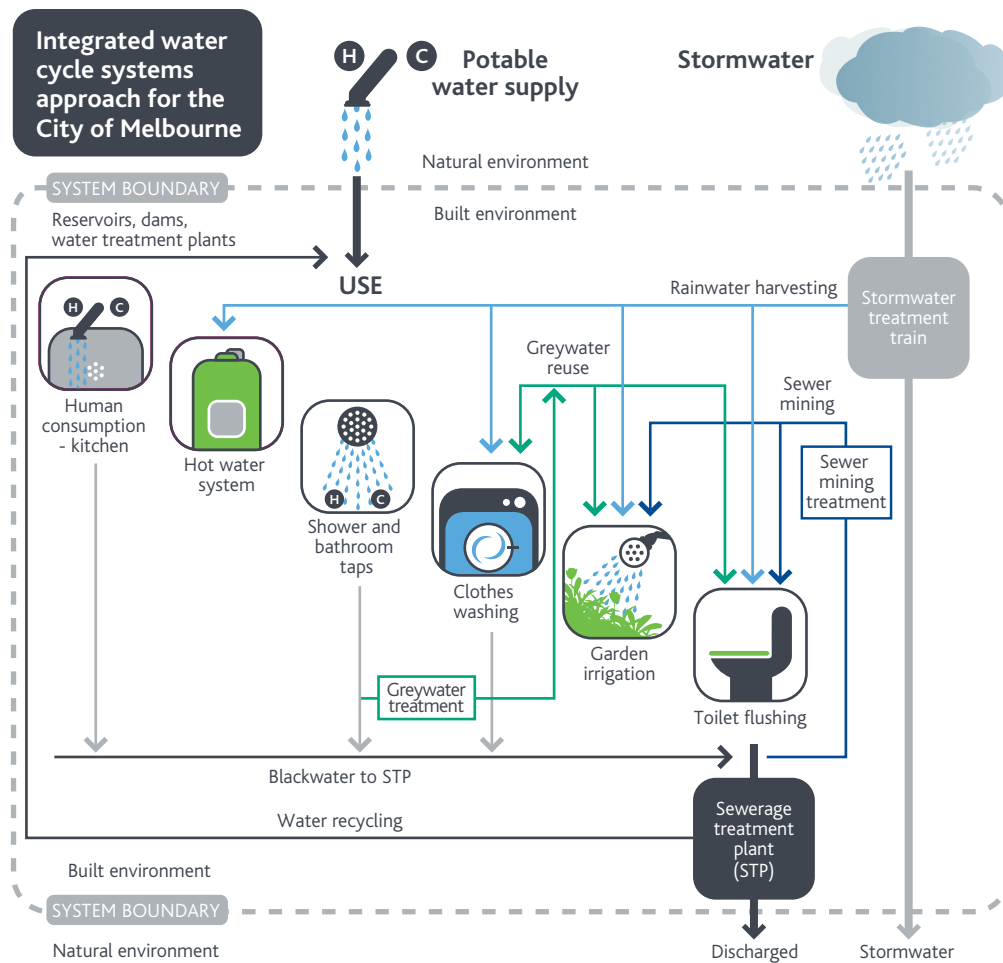 Integrated water
cycle systems
approach for the
City of Melbourne
H C
Potable
water supply
Stormwater
Natural environment
SYSTEM BOUNDARY
Built environment
Reservoirs, dams,
water treatment plants
USE
Rainwater harvesting
Stormwater
treatment
train
H C
Human
consumption
- kitchen
Hot water
system
Greywater
reuse
Sewer
mining
Sewer
mining
treatment
H C
Shower and
bathroom
taps
Clothes
washing
Garden
irrigation
Greywater
treatment
Toilet flushing
Blackwater to STP
Water recycling
Sewerage
treatment
plant
(STP)
Built environment
SYSTEM BOUNDARY
Natural environment
Discharged
Stormwater